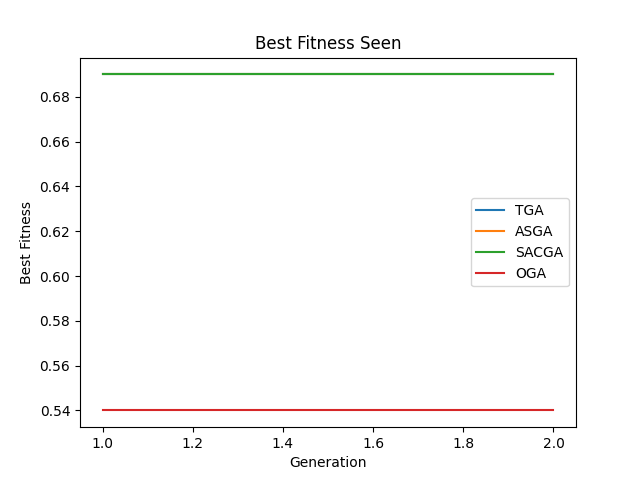 Best Fitness Seen
Best Fitness
0.68
0.66
0.64
0.62
0.60
0.58
0.56
0.54
TGA
ASGA
SACGA
OGA
1.0 1.2 1.4 1.6 1.8 2.0
Generation